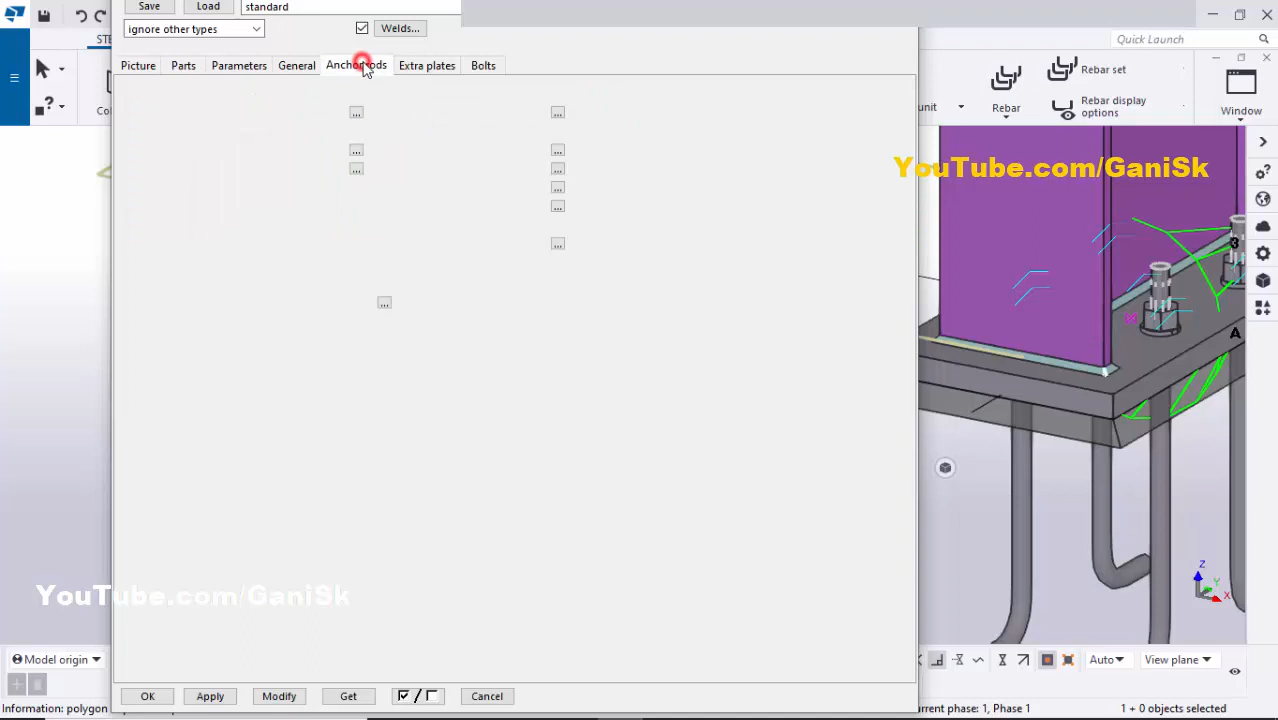 Save Load standard
ignore other types Welds...
Quick Launch
STE
Picture Parts Parameters General Anchor rods Extra plates Bolts
Rebar set
Rebar
Rebar display
options
Window
YouTube.com/GaniSk
3
A
Z
Y
X
YouTube.com/GaniSk
Model origin
Auto
View plane
OK Apply Modify Get / Cancel
Information: polygon
urrent phase: 1, Phase 1
1 + 0 objects selected